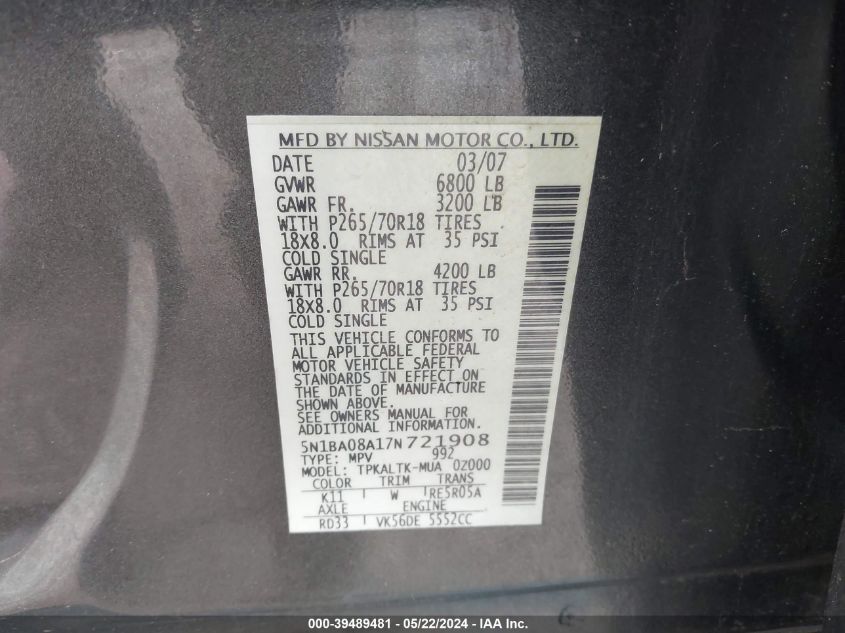 MFD BY NISSAN MOTOR CO., LTD.
DATE 03/07
GVWR 6800 LB
GAWR FR. 3200 LB
WITH P265/70R18 TIRES
18X8.0 RIMS AT 35 PSI
COLD SINGLE
GAWR RR. 4200 LB
WITH P265/70R18 TIRES
18X8.0 RIMS AT 35 PSI
COLD SINGLE
THIS VEHICLE CONFORMS TO
ALL APPLICABLE FEDERAL
MOTOR VEHICLE SAFETY
STANDARDS IN EFFECT ON
THE DATE OF MANUFACTURE
SHOWN ABOVE.
SEE OWNERS MANUAL FOR
ADDITIONAL INFORMATION.
5N1BA08A17N721908
TYPE: MPV 992
MODEL: TPKALTK-MUA 0Z000
COLOR TRIM TRANS
K11 W RE5R05A
AXLE ENGINE
RD33 VK56DE 5552CC
000-39489481 - 05/22/2024 - IAA Inc.